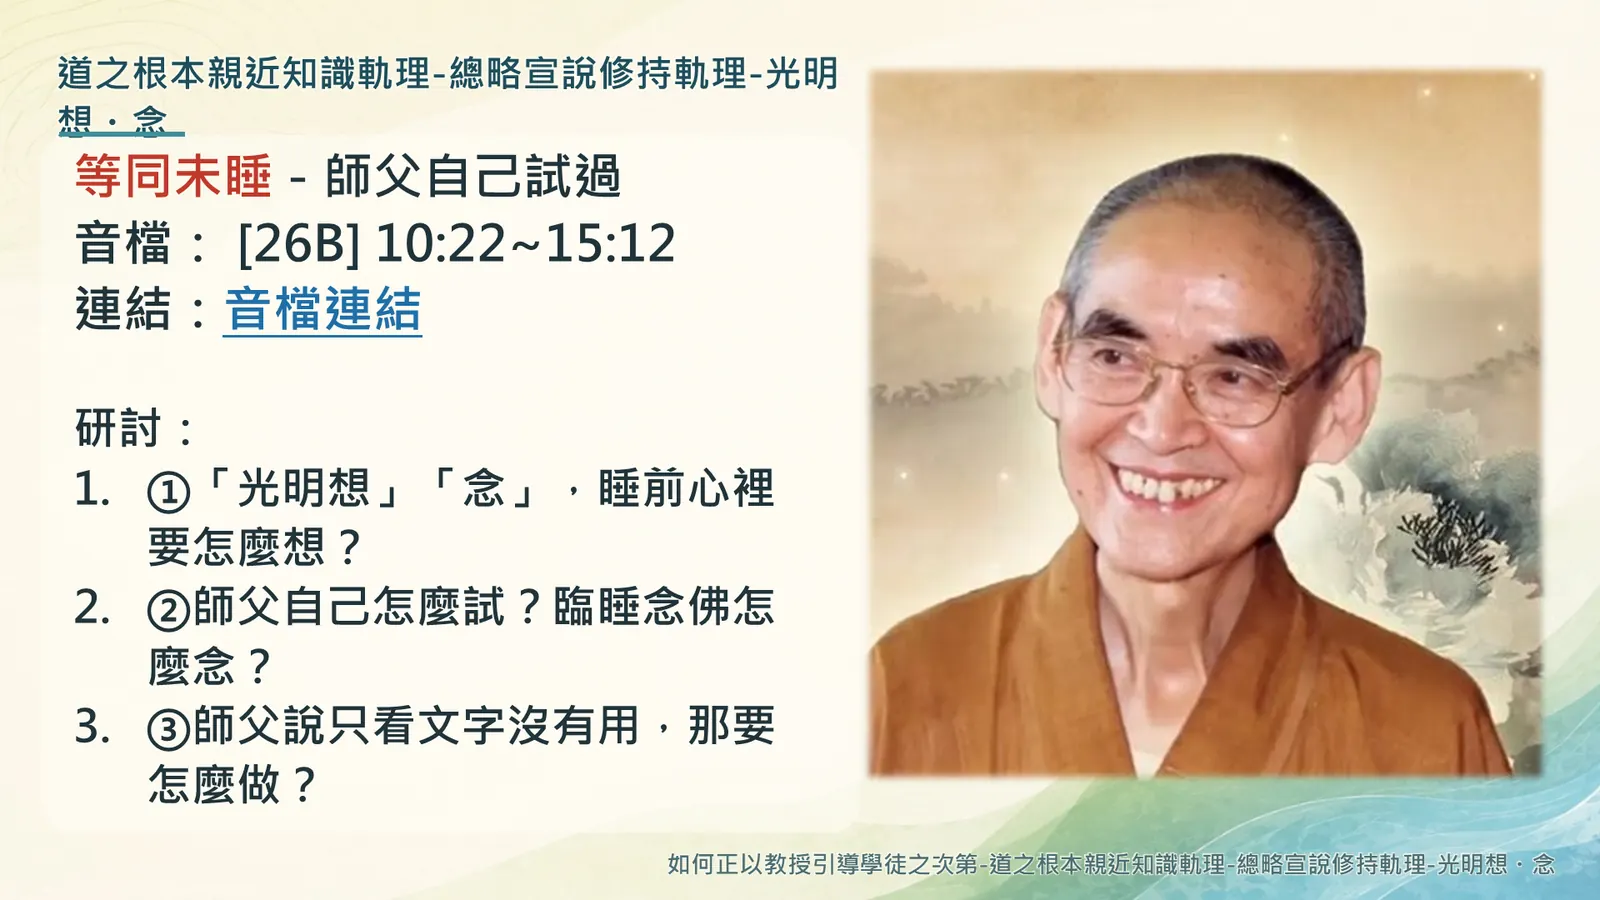 道之根本親近知識軌理-總略宣說修持軌理-光明
想．念
等同未睡 - 師父自己試過
音檔： [26B] 10:22~15:12
連結：音檔連結
研討：
1. ①「光明想」「念」，睡前心裡
要怎麼想？
2. ②師父自己怎麼試？臨睡念佛怎
麼念？
3. ③師父說只看文字沒有用，那要
怎麼做？
如何正以教授引導學徒之次第-道之根本親近知識軌理-總略宣說修持軌理-光明想．念